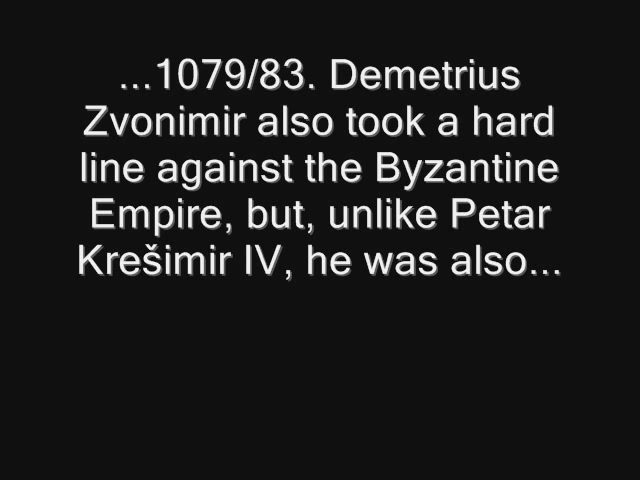 ...1079/83. Demetrius
Zvonimir also took a hard
line against the Byzantine
Empire, but, unlike Petar
Krešimir IV, he was also...